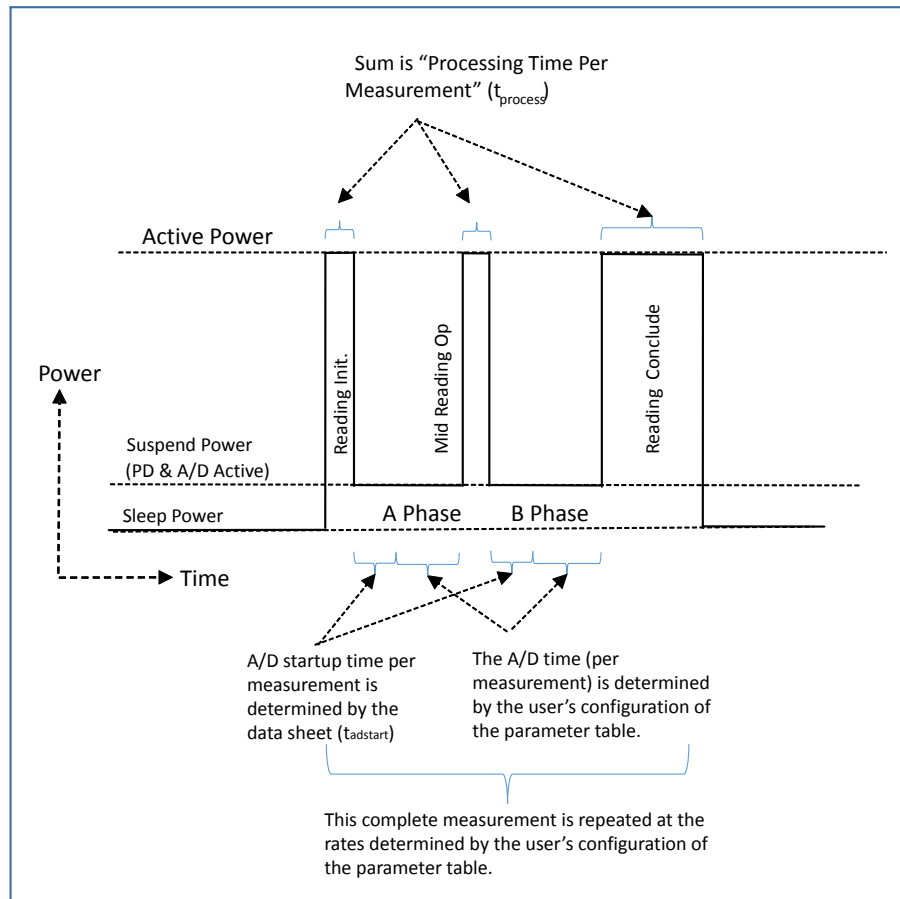 Sum is “Processing Time Per
Measurement” (tprocess)
Active Power
Reading Init.
Mid Reading Op
Reading Conclude
Power
Suspend Power
(PD & A/D Active)
Sleep Power
A Phase
B Phase
Time
A/D startup time per
measurement is
determined by the
data sheet (tadstart)
The A/D time (per
measurement) is determined
by the user’s configuration of
the parameter table.
This complete measurement is repeated at the
rates determined by the user’s configuration of
the parameter table.